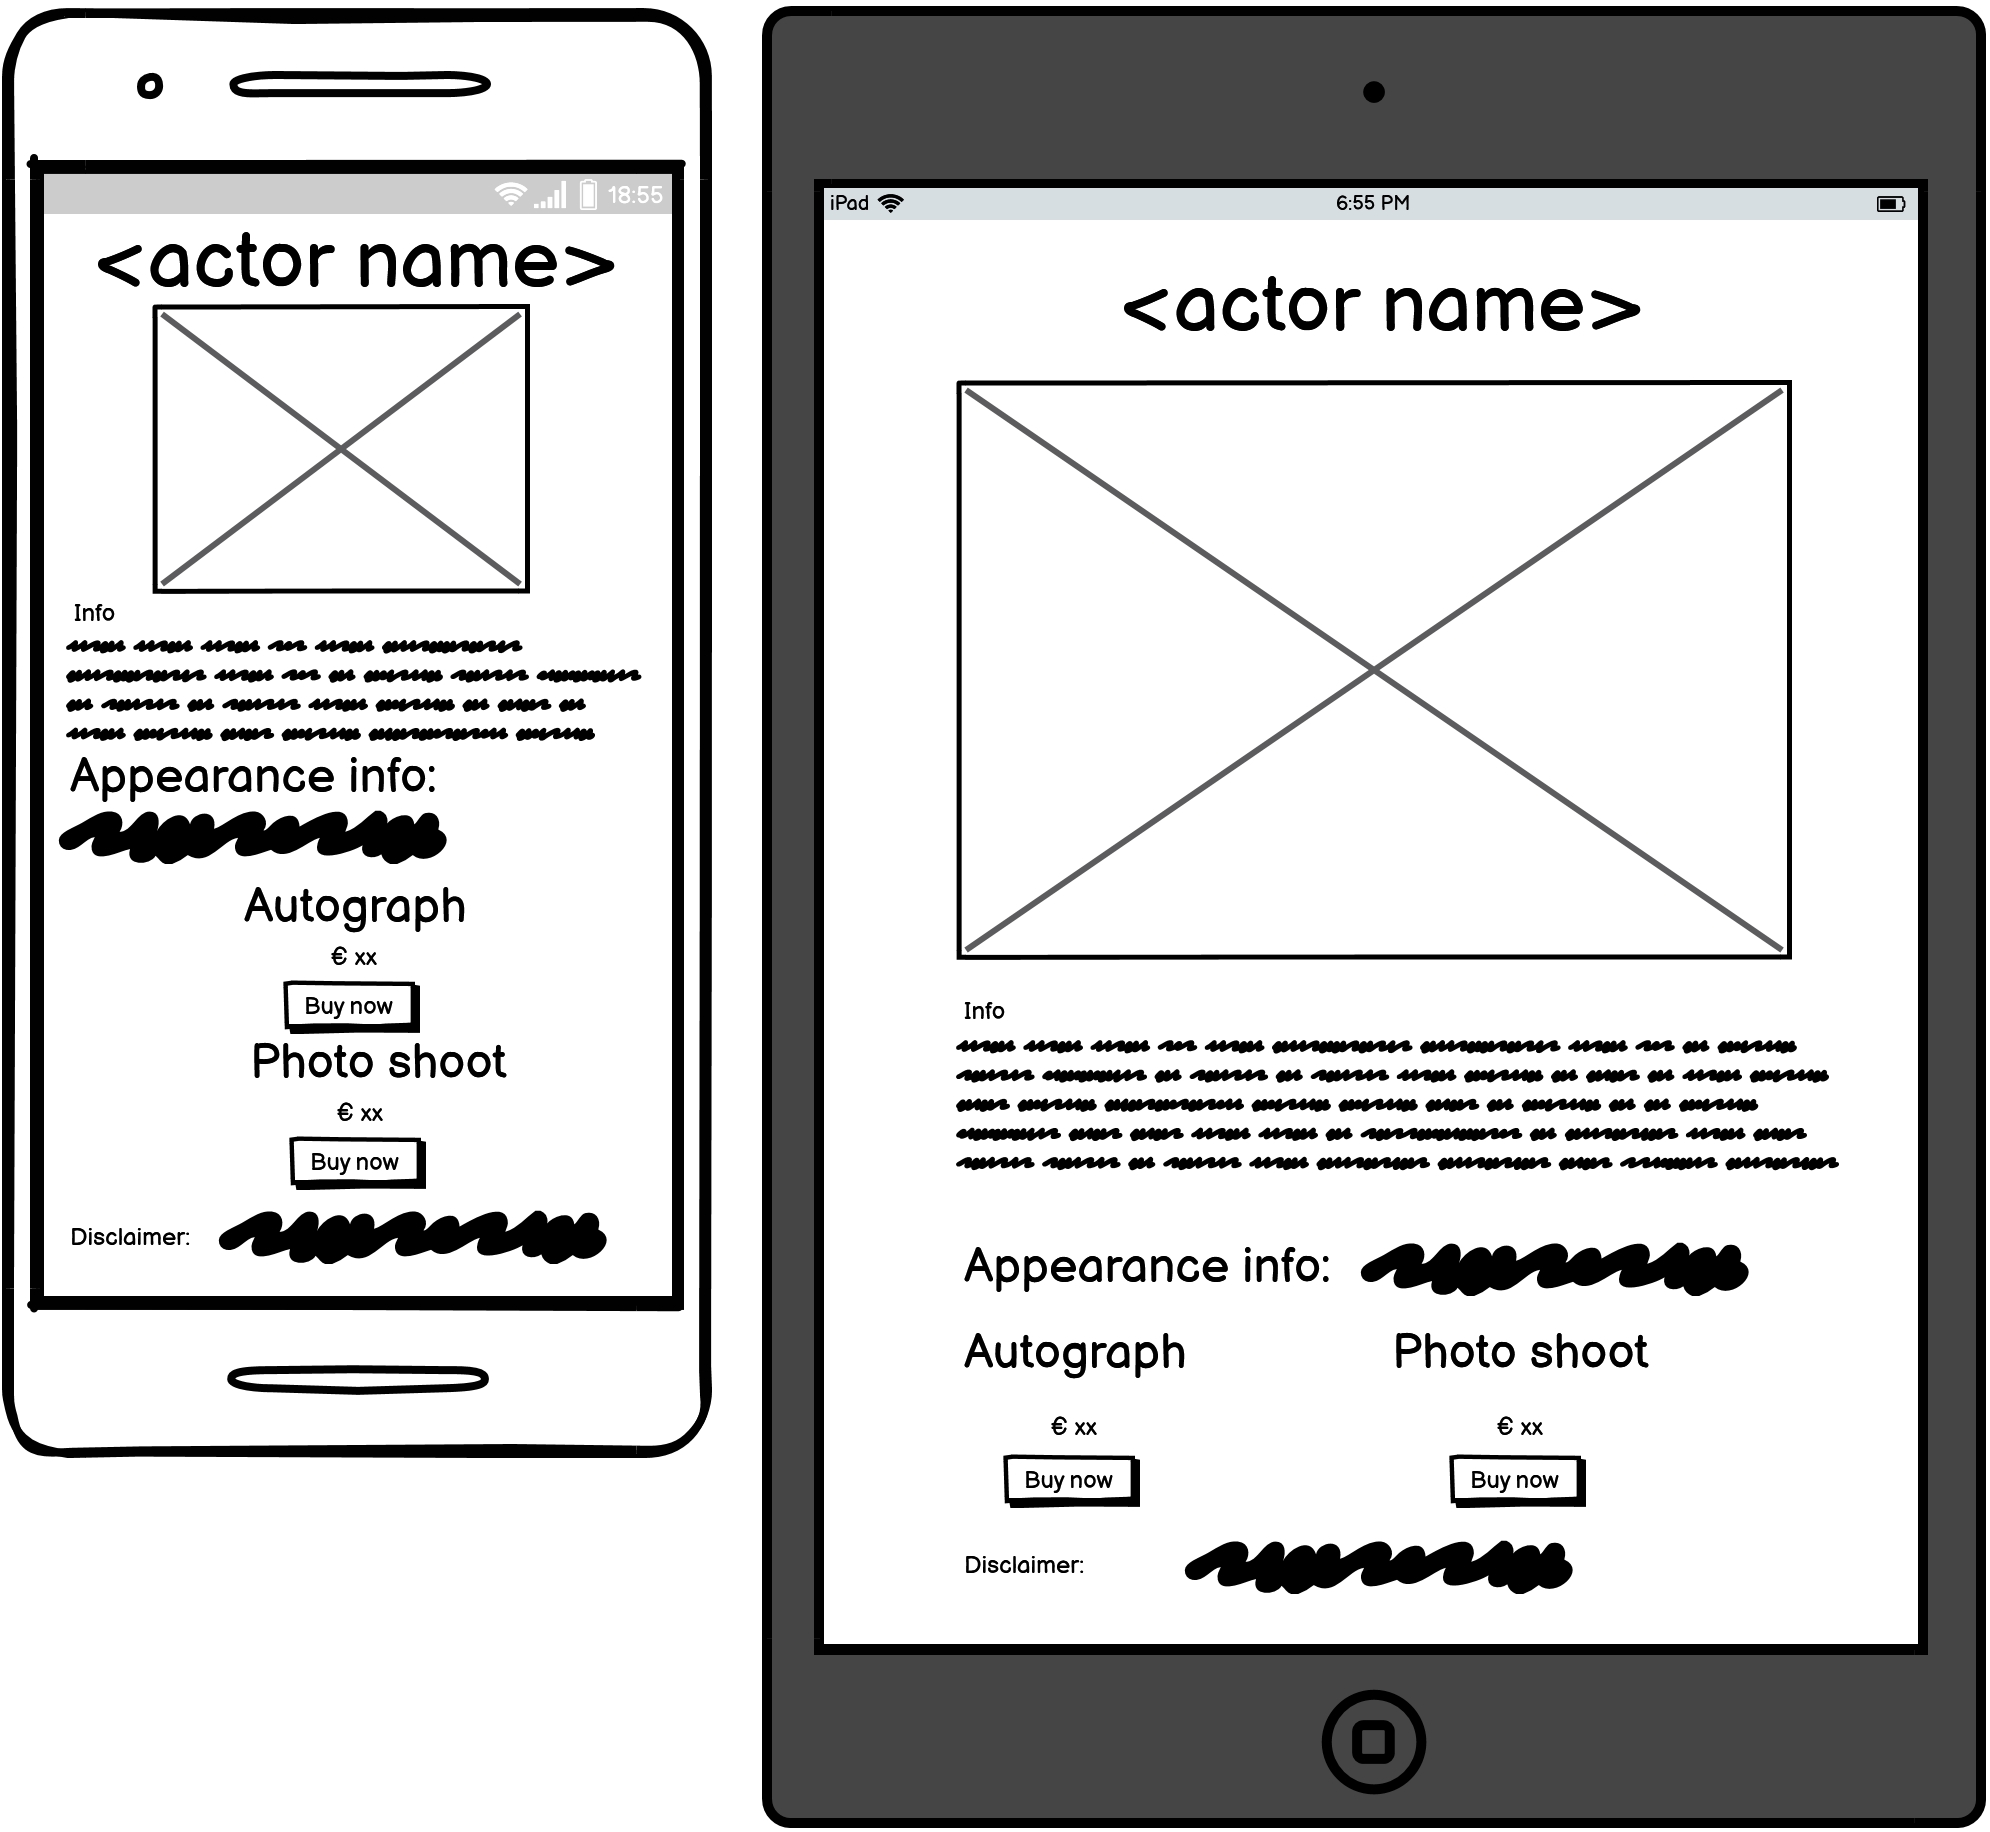 18:55
<actor name>
Info
Appearance info:
Autograph
€ xx
Buy now
Photo shoot
€ xx
Buy now
Disclaimer:
iPad 6:55 PM
<actor name>
Info
Appearance info:
Autograph Photo shoot
€ xx € xx
Buy now Buy now
Disclaimer: